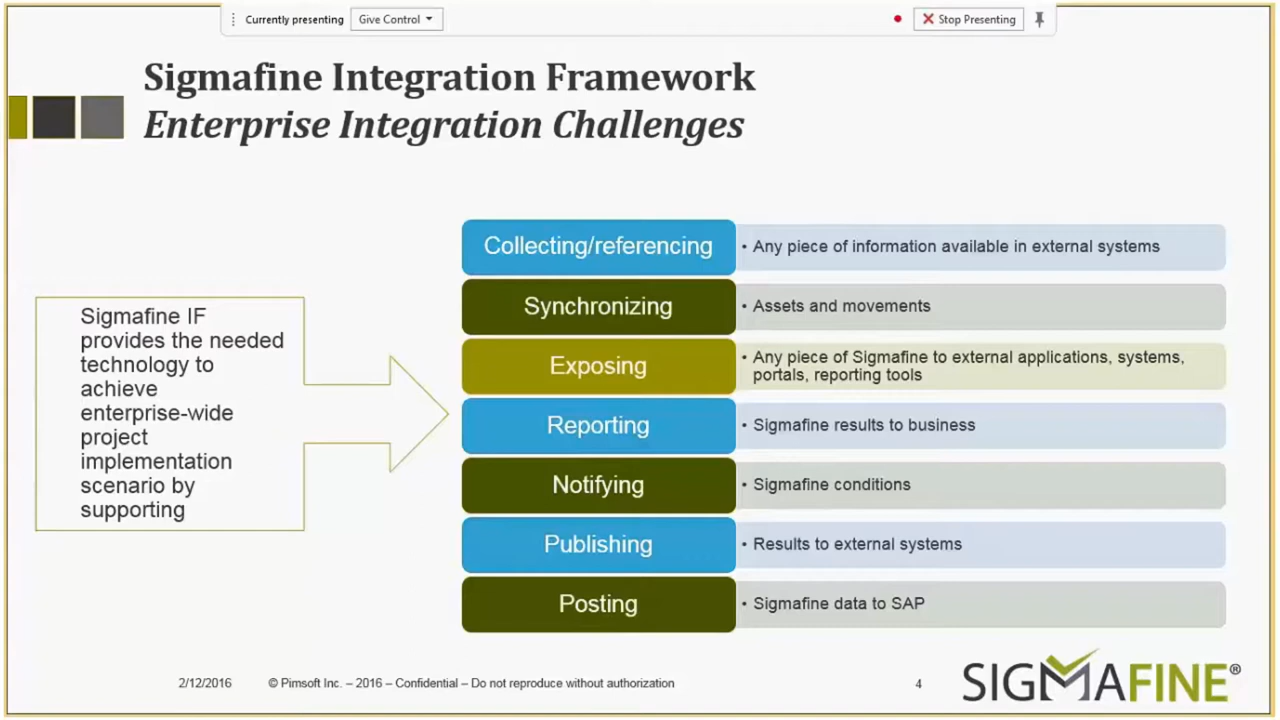 Currently presenting Give Control Stop Presenting
Sigmafine Integration Framework
Enterprise Integration Challenges
Sigmafine IF
provides the needed
technology to
achieve
enterprise-wide
project
implementation
scenario by
supporting
Collecting/referencing • Any piece of information available in external systems
Synchronizing • Assets and movements
Exposing • Any piece of Sigmafine to external applications, systems,
portals, reporting tools
Reporting • Sigmafine results to business
Notifying • Sigmafine conditions
Publishing • Results to external systems
Posting • Sigmafine data to SAP
2/12/2016 © Pimsoft Inc. – 2016 – Confidential – Do not reproduce without authorization 4
SIGMAFINE®